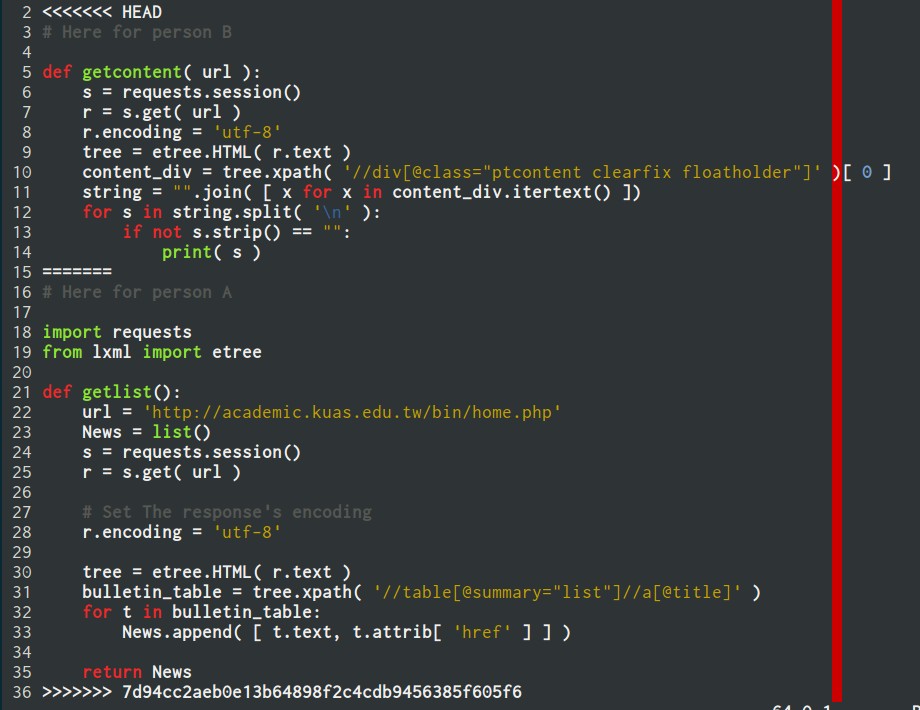 2 <<<<<<< HEAD
3 # Here for person B
4
5 def getcontent( url ):
6     s = requests.session()
7     r = s.get( url )
8     r.encoding = 'utf-8'
9     tree = etree.HTML( r.text )
10     content_div = tree.xpath( '//div[@class="ptcontent clearfix floatholder"]' )[ 0 ]
11     string = "".join( [ x for x in content_div.itertext() ])
12     for s in string.split( '\n' ):
13         if not s.strip() == "":
14             print( s )
15 =======
16 # Here for person A
17
18 import requests
19 from lxml import etree
20
21 def getlist():
22     url = 'http://academic.kuas.edu.tw/bin/home.php'
23     News = list()
24     s = requests.session()
25     r = s.get( url )
26
27     # Set The response's encoding
28     r.encoding = 'utf-8'
29
30     tree = etree.HTML( r.text )
31     bulletin_table = tree.xpath( '//table[@summary="list"]//a[@title]' )
32     for t in bulletin_table:
33         News.append( [ t.text, t.attrib[ 'href' ] ] )
34
35     return News
36 >>>>>>> 7d94cc2aeb0e13b64898f2c4cdb9456385f605f6